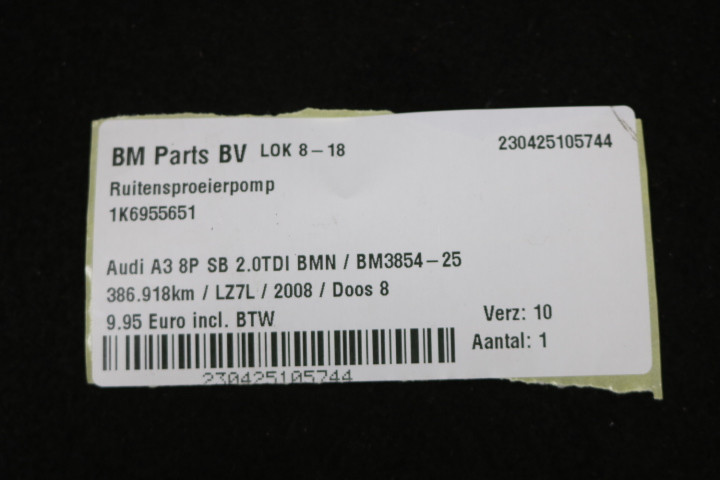 BM Parts BV LOK 8-18 230425105744
Ruitensproeierpomp
1K6955651
Audi A3 8P SB 2.0TDI BMN / BM3854-25
386.918km / LZ7L / 2008 / Doos 8
9.95 Euro incl. BTW Verz: 10
Aantal: 1
230425105744